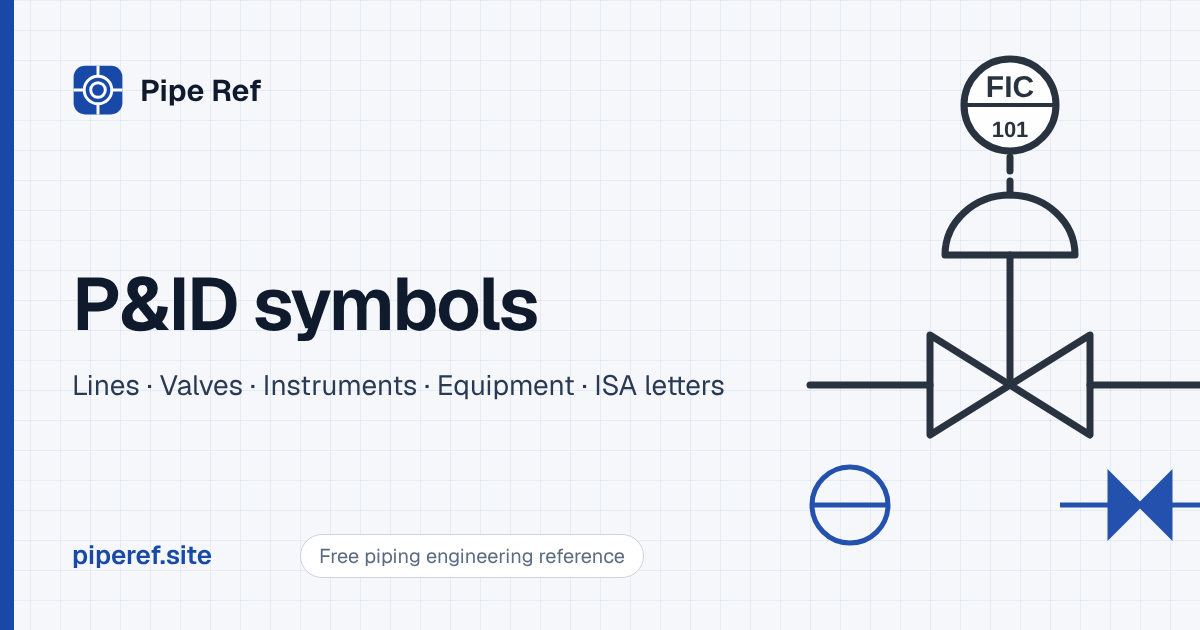 Pipe Ref
FIC
101
P&ID symbols
Lines · Valves · Instruments · Equipment · ISA letters
piperef.site
Free piping engineering reference